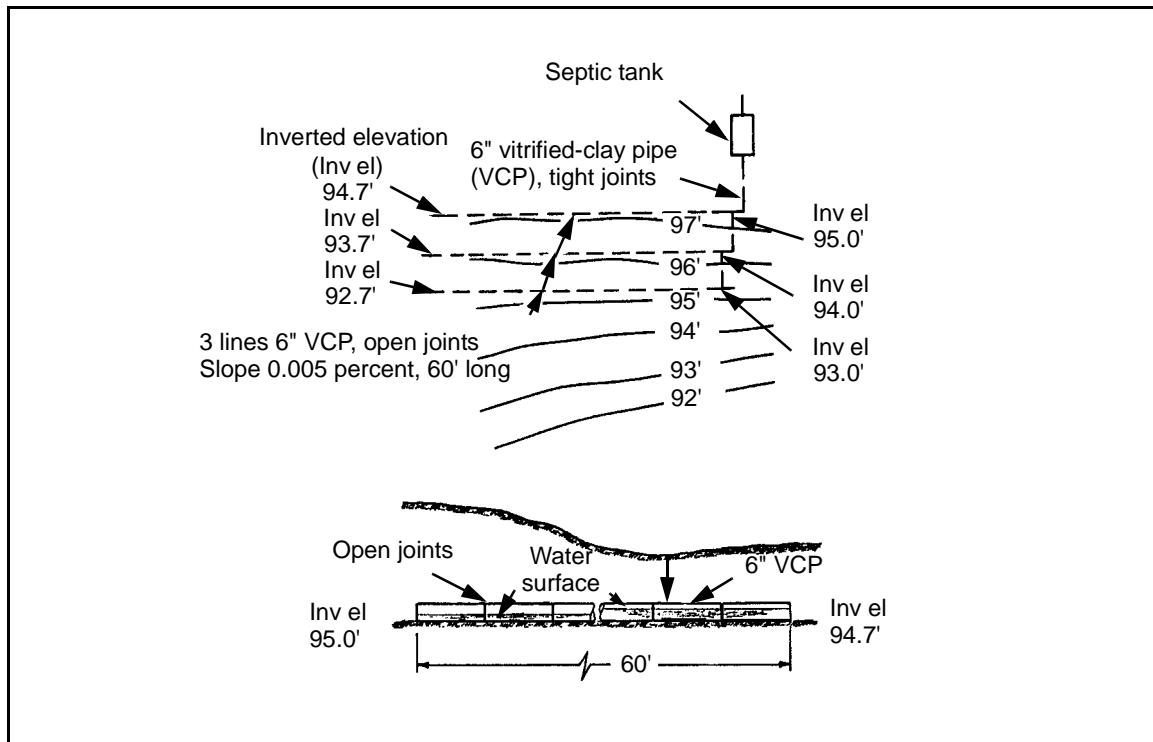 Septic tank
Inverted elevation
(Inv el)
94.7'
6" vitrified-clay pipe
(VCP), tight joints
Inv el
93.7'
Inv el
92.7'
97'
96'
95'
94'
93'
92'
Inv el
95.0'
Inv el
94.0'
Inv el
93.0'
3 lines 6" VCP, open joints
Slope 0.005 percent, 60' long
Open joints
Water
surface
6" VCP
Inv el
95.0'
Inv el
94.7'
60'